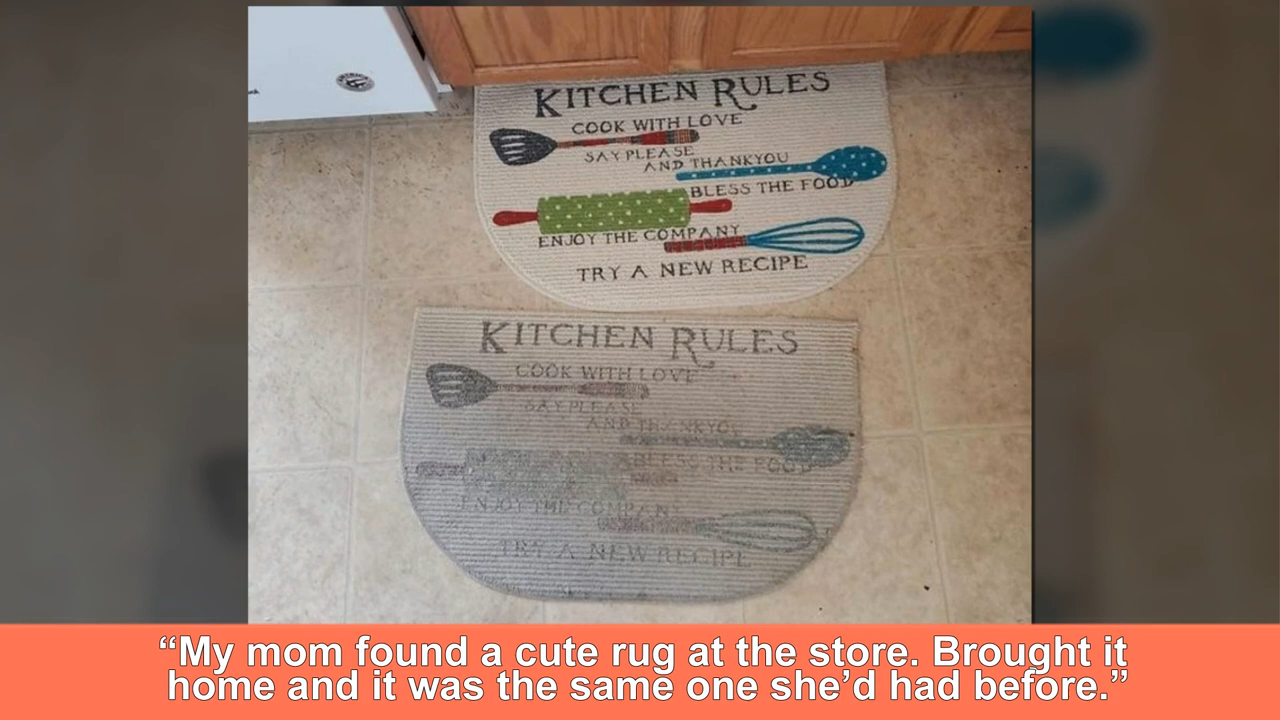 KITCHEN RULES
COOK WITH LOVE
SAY PLEASE
AND THANKYOU
BLESS THE FOOD
ENJOY THE COMPANY
TRY A NEW RECIPE
KITCHEN RULES
COOK WITH LOVE
SAY PLEASE
AND THANKYOU
BLESS THE FOOD
ENJOY THE COMPANY
TRY A NEW RECIPE
“My mom found a cute rug at the store. Brought it
home and it was the same one she’d had before.”